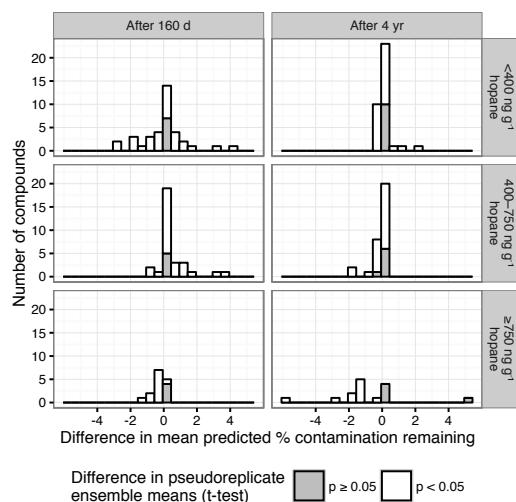 After 160 d
After 4 yr
20
15
10
5
0
<400 ng g⁻¹
hopane
20
15
10
5
0
400−750 ng g⁻¹
hopane
20
15
10
5
0
≥750 ng g⁻¹
hopane
Number of compounds
-4 -2 0 2 4
-4 -2 0 2 4
Difference in mean predicted % contamination remaining
Difference in pseudoreplicate
ensemble means (t-test)
p ≥ 0.05
p < 0.05